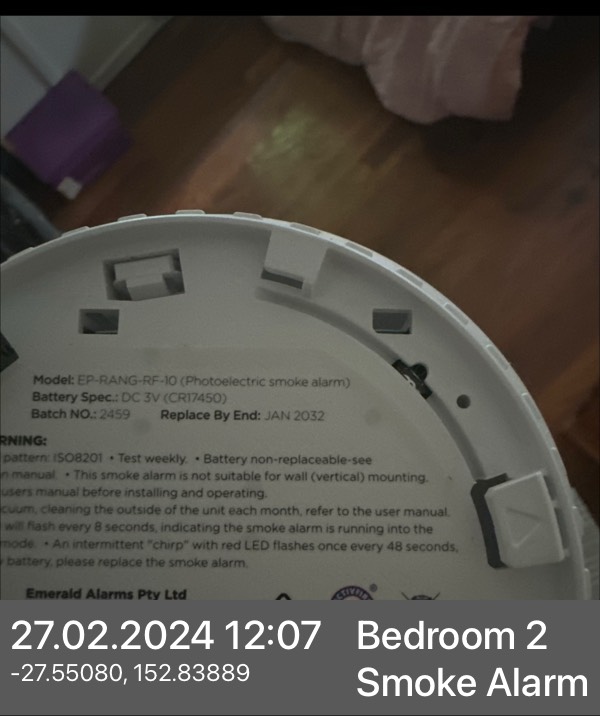 Model: EP-RANG-RF-10 (Photoelectric smoke alarm)
Battery Spec.: DC 3V (CR17450)
Batch NO.: 2459 Replace By End: JAN 2032
RNING:
pattern: ISO8201 • Test weekly. • Battery non-replaceable-see
n manual. • This smoke alarm is not suitable for wall (vertical) mounting.
users manual before installing and operating.
cuum, cleaning the outside of the unit each month, refer to the user manual.
will flash every 8 seconds, indicating the smoke alarm is running into the
mode. • An intermittent "chirp" with red LED flashes once every 48 seconds,
battery, please replace the smoke alarm.
Emerald Alarms Pty Ltd
27.02.2024 12:07
-27.55080, 152.83889
Bedroom 2
Smoke Alarm